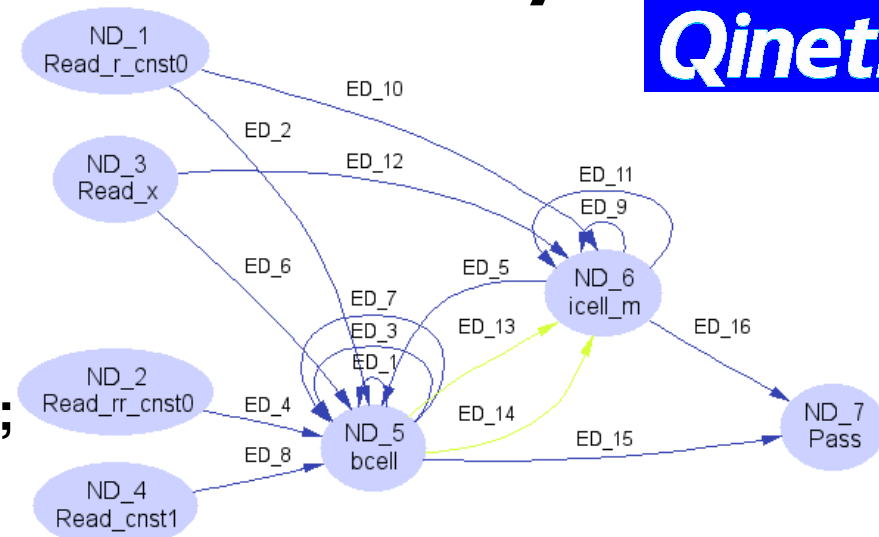 Qinet
ND_1
Read_r_cnst0
ED_10
ED_2
ND_3
Read_x
ED_12
ED_11
ED_9
ED_6
ED_5
ND_6
icell_m
ED_7
ED_3
ED_1
ED_13
ED_16
ND_2
Read_rr_cnst0
ED_4
;
ED_14
ND_5
bcell
ED_15
ND_7
Pass
ED_8
ND_4
Read_cnst1